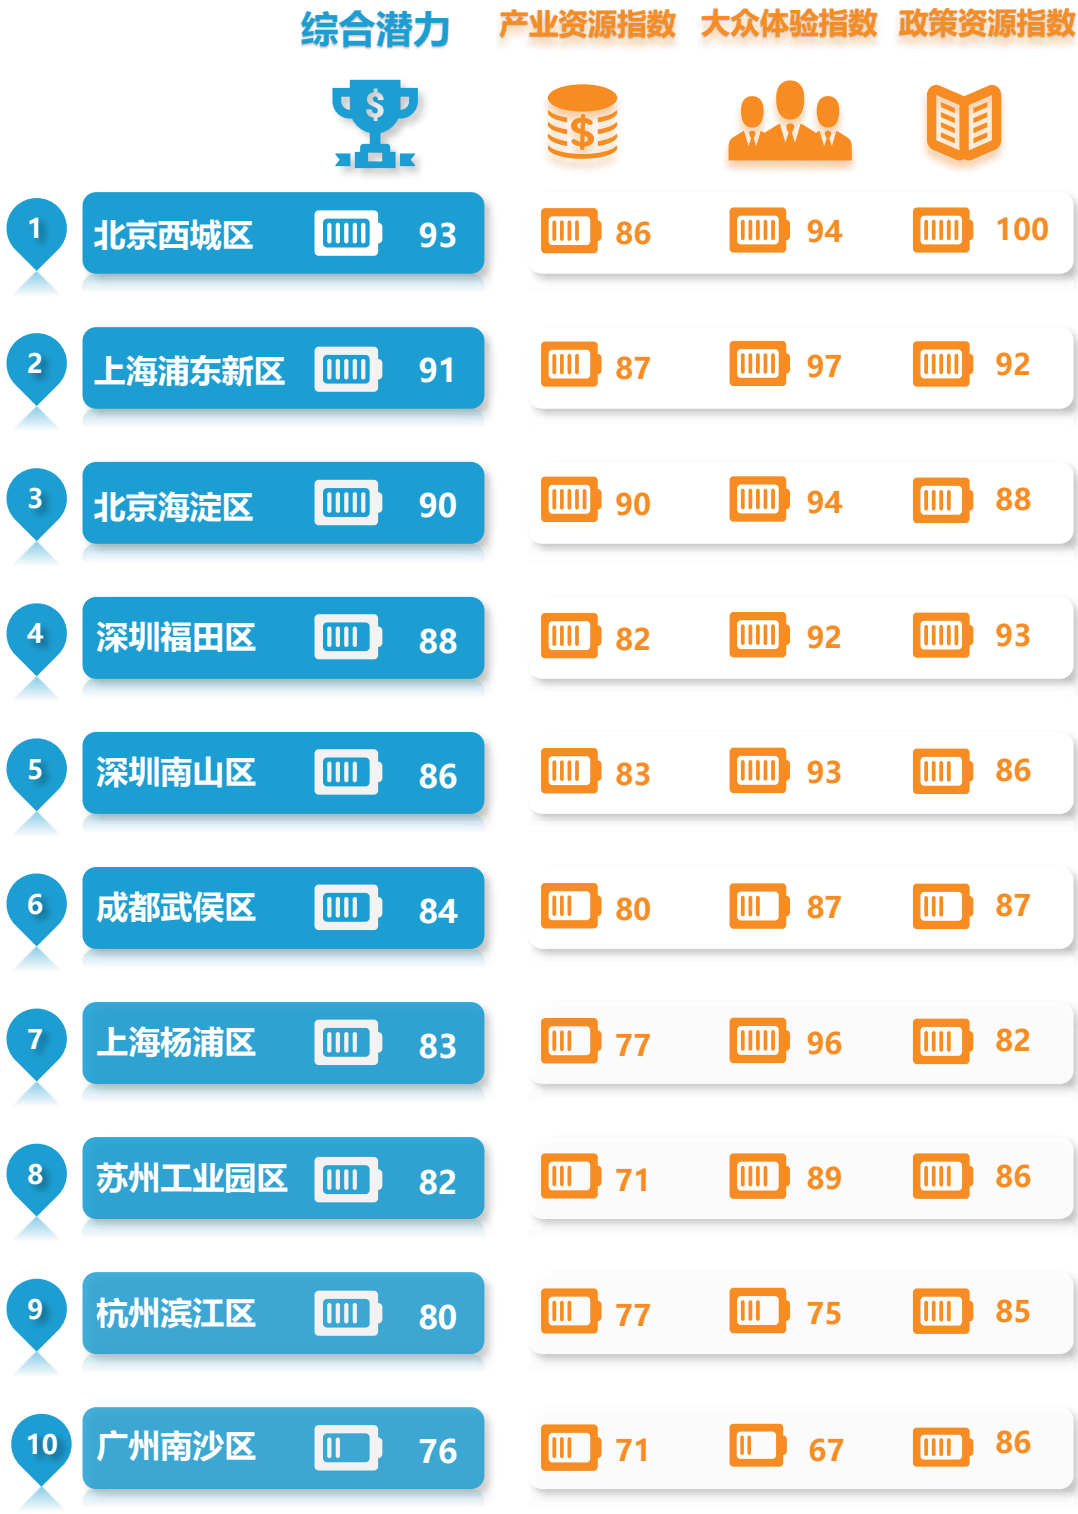 综合潜力 产业资源指数 大众体验指数 政策资源指数
$ $
1 北京西城区 93 86 94 100
2 上海浦东新区 91 87 97 92
3 北京海淀区 90 90 94 88
4 深圳福田区 88 82 92 93
5 深圳南山区 86 83 93 86
6 成都武侯区 84 80 87 87
7 上海杨浦区 83 77 96 82
8 苏州工业园区 82 71 89 86
9 杭州滨江区 80 77 75 85
10 广州南沙区 76 71 67 86